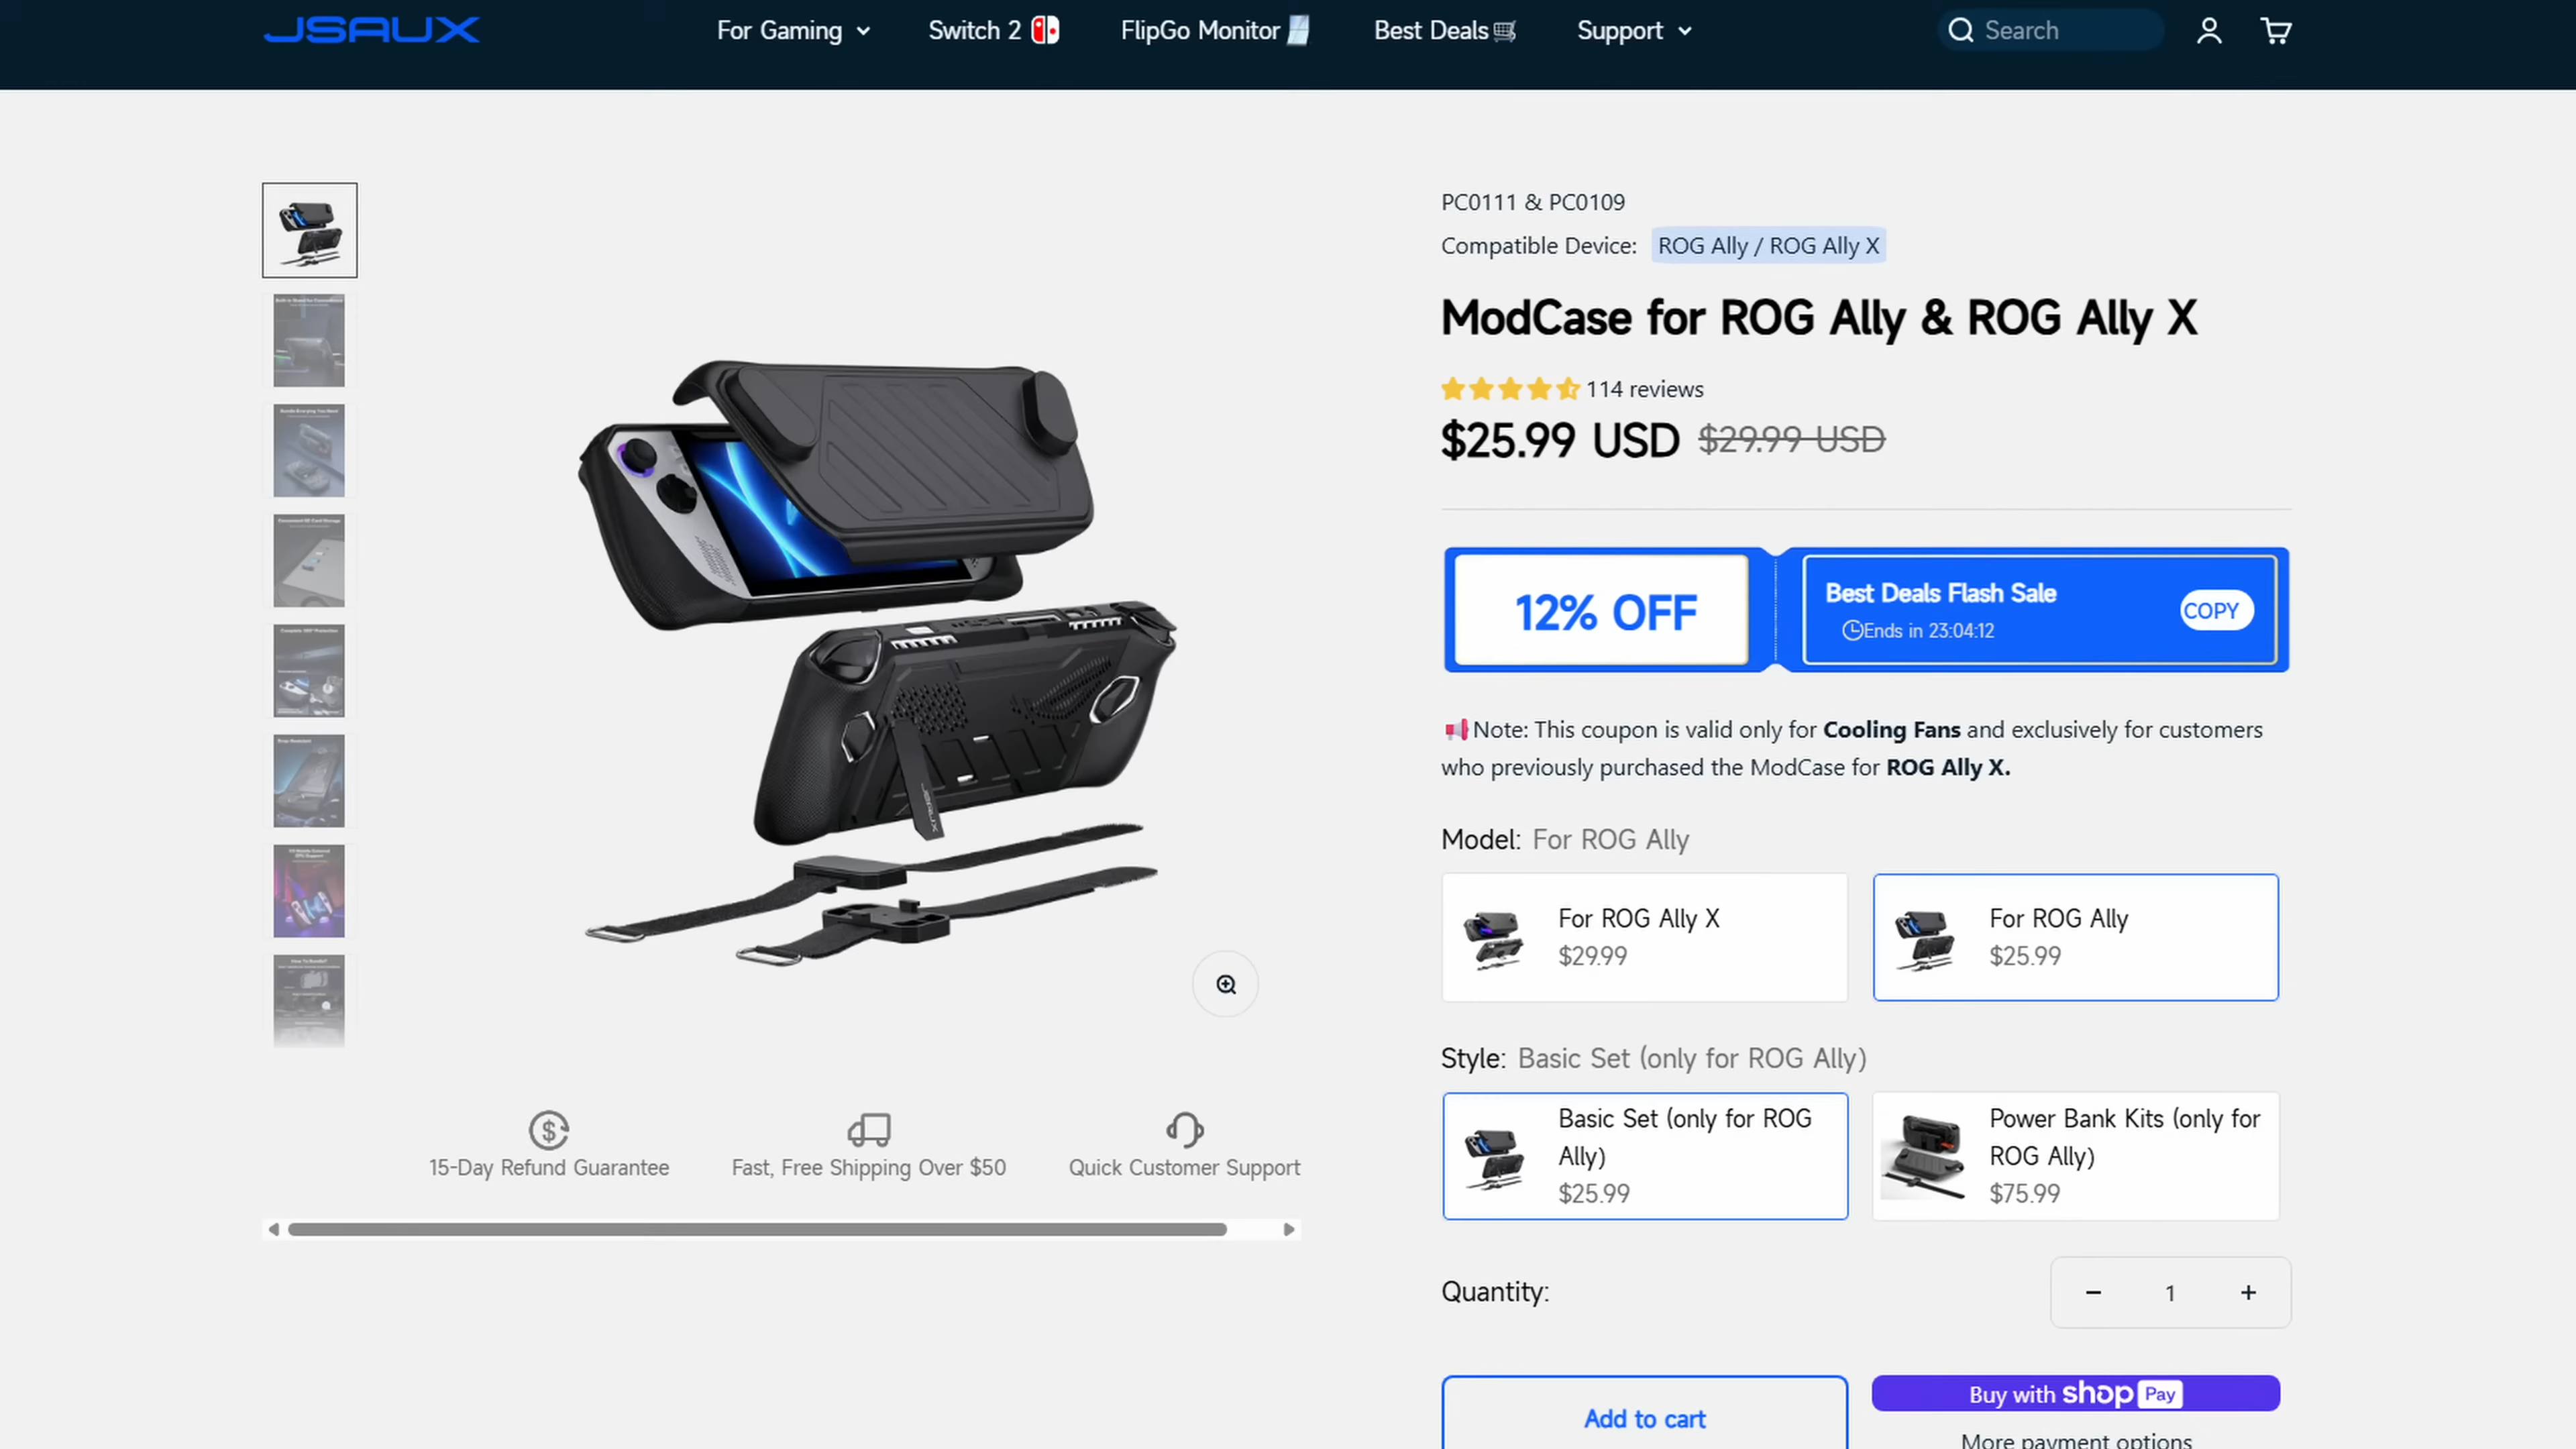 JSAUX
For Gaming
Switch 2
FlipGo Monitor
Best Deals
Support
Search
PC0111 & PC0109
Compatible Device: ROG Ally / ROG Ally X
ModCase for ROG Ally & ROG Ally X
114 reviews
$25.99 USD $29.99 USD
12% OFF
Best Deals Flash Sale
Ends in 23:04:12
COPY
Note: This coupon is valid only for Cooling Fans and exclusively for customers
who previously purchased the ModCase for ROG Ally X.
Model: For ROG Ally
For ROG Ally X
$29.99
For ROG Ally
$25.99
Style: Basic Set (only for ROG Ally)
Basic Set (only for ROG
Ally)
$25.99
Power Bank Kits (only for
ROG Ally)
$75.99
Quantity:
− 1 +
Add to cart
Buy with shop Pay
More payment options
JSAUX
15-Day Refund Guarantee
Fast, Free Shipping Over $50
Quick Customer Support